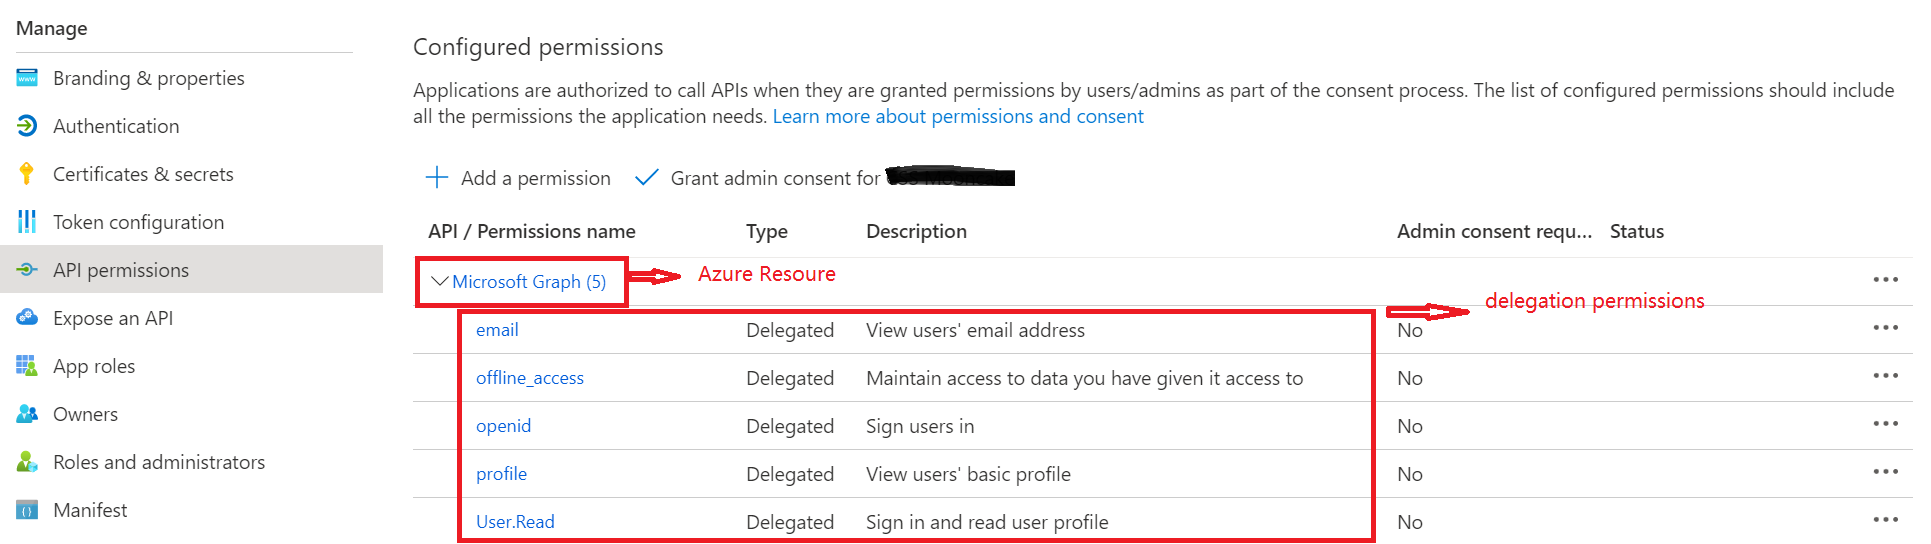 Manage
Branding & properties
Authentication
Certificates & secrets
Token configuration
API permissions
Expose an API
App roles
Owners
Roles and administrators
Manifest
Configured permissions
Applications are authorized to call APIs when they are granted permissions by users/admins as part of the consent process. The list of configured permissions should include
all the permissions the application needs. Learn more about permissions and consent
Add a permission Grant admin consent for
API / Permissions name Type Description Admin consent requ... Status
Microsoft Graph (5) Azure Resoure ...
delegation permissions
email Delegated View users' email address No ...
offline_access Delegated Maintain access to data you have given it access to No ...
openid Delegated Sign users in No ...
profile Delegated View users' basic profile No ...
User.Read Delegated Sign in and read user profile No ...